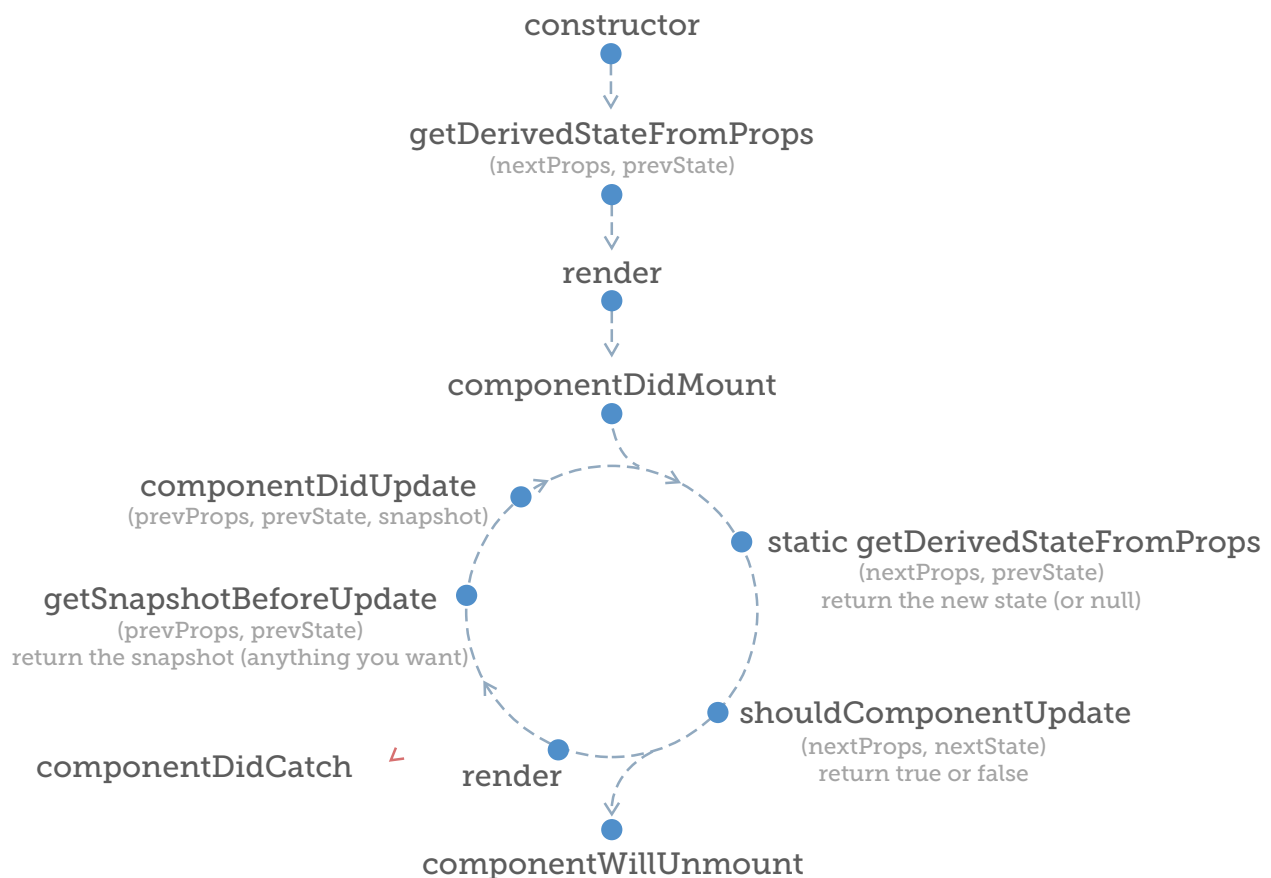 constructor
getDerivedStateFromProps
(nextProps, prevState)
render
componentDidMount
componentDidUpdate
(prevProps, prevState, snapshot)
static getDerivedStateFromProps
(nextProps, prevState)
return the new state (or null)
getSnapshotBeforeUpdate
(prevProps, prevState)
return the snapshot (anything you want)
shouldComponentUpdate
(nextProps, nextState)
return true or false
componentDidCatch
render
componentWillUnmount